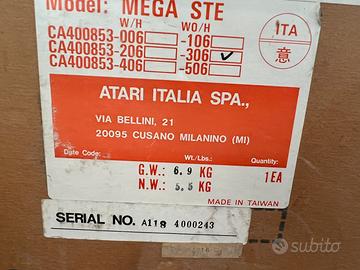 Model: MEGA STE
W/H WO/H
CA400853-006 -106
CA400853-206 -306 ✓
CA400853-406 -506
ITA
意
ATARI ITALIA SPA.,
VIA BELLINI, 21
20095 CUSANO MILANINO (MI)
Date Code: Wt./Lbs.: Quantity:
G.W.: 6.9 KG 1EA
N.W.: 5.5 KG
MADE IN TAIWAN
SERIAL NO. A118 4000243
subito